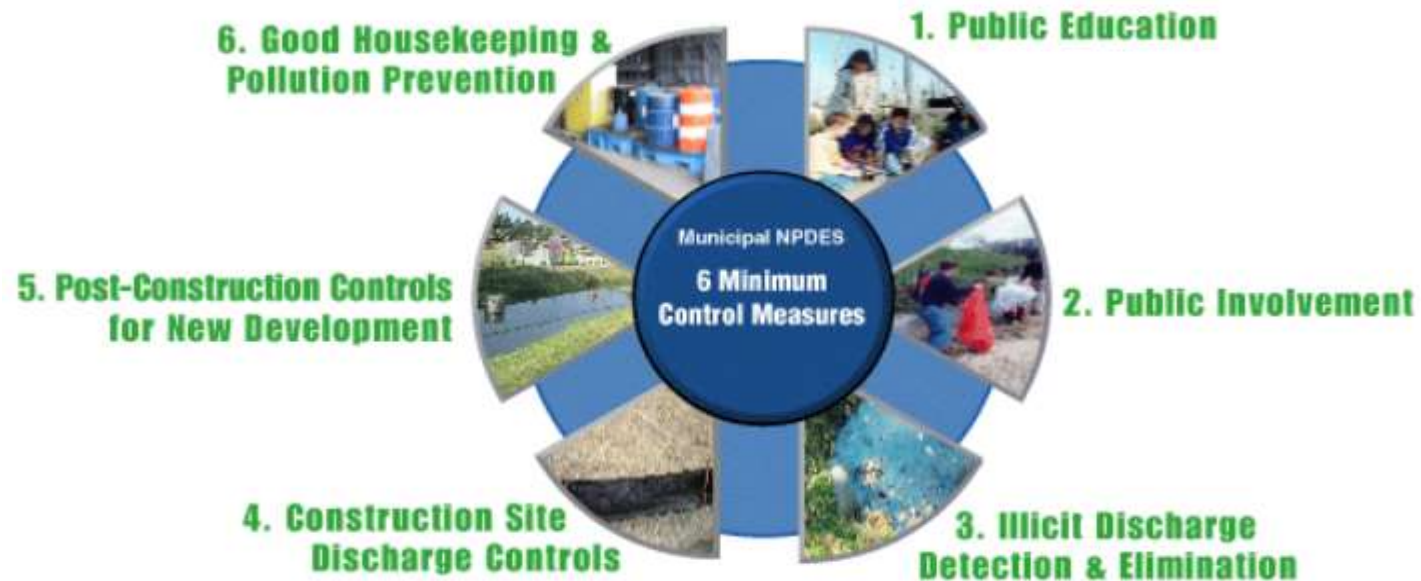 Municipal NPDES
6 Minimum
Control Measures
1. Public Education
2. Public Involvement
3. Illicit Discharge
Detection & Elimination
4. Construction Site
Discharge Controls
5. Post-Construction Controls
for New Development
6. Good Housekeeping &
Pollution Prevention